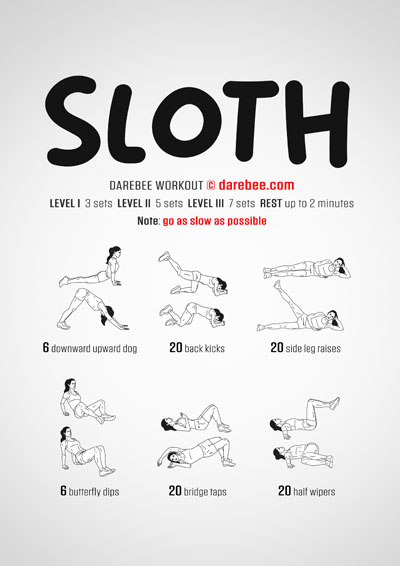 SLOTH
DAREBEE WORKOUT © darebee.com
LEVEL I 3 sets LEVEL II 5 sets LEVEL III 7 sets REST up to 2 minutes
Note: go as slow as possible
6 downward upward dog
20 back kicks
20 side leg raises
6 butterfly dips
20 bridge taps
20 half wipers